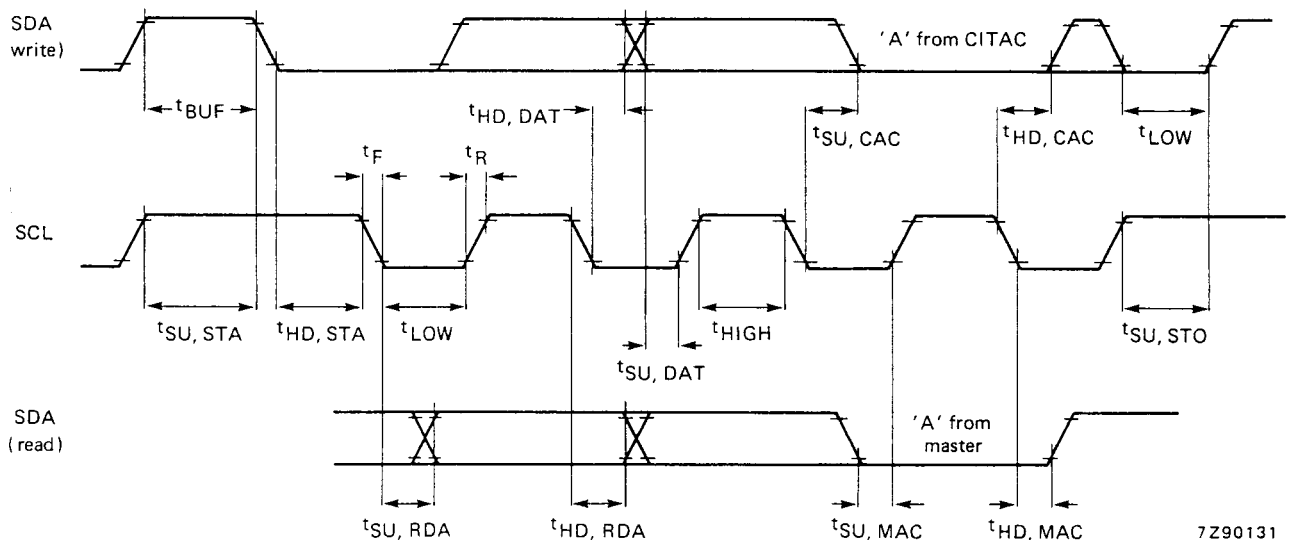 SDA
write)
'A' from CITAC
tBUF
tHD, DAT
tSU, CAC
tHD, CAC
tLOW
tF
tR
SCL
tSU, STA
tHD, STA
tLOW
tHIGH
tSU, STO
tSU, DAT
SDA
(read)
'A' from
master
tSU, RDA
tHD, RDA
tSU, MAC
tHD, MAC
7Z90131